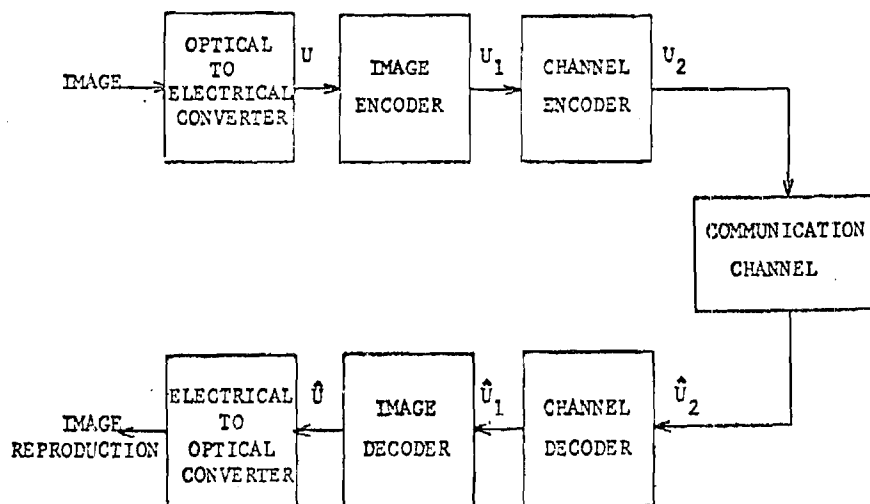 IMAGE
OPTICAL
TO
ELECTRICAL
CONVERTER
U
IMAGE
ENCODER
U₁
CHANNEL
ENCODER
U₂
COMMUNICATION
CHANNEL
Û₂
CHANNEL
DECODER
Û₁
IMAGE
DECODER
Û
ELECTRICAL
TO
OPTICAL
CONVERTER
IMAGE
REPRODUCTION